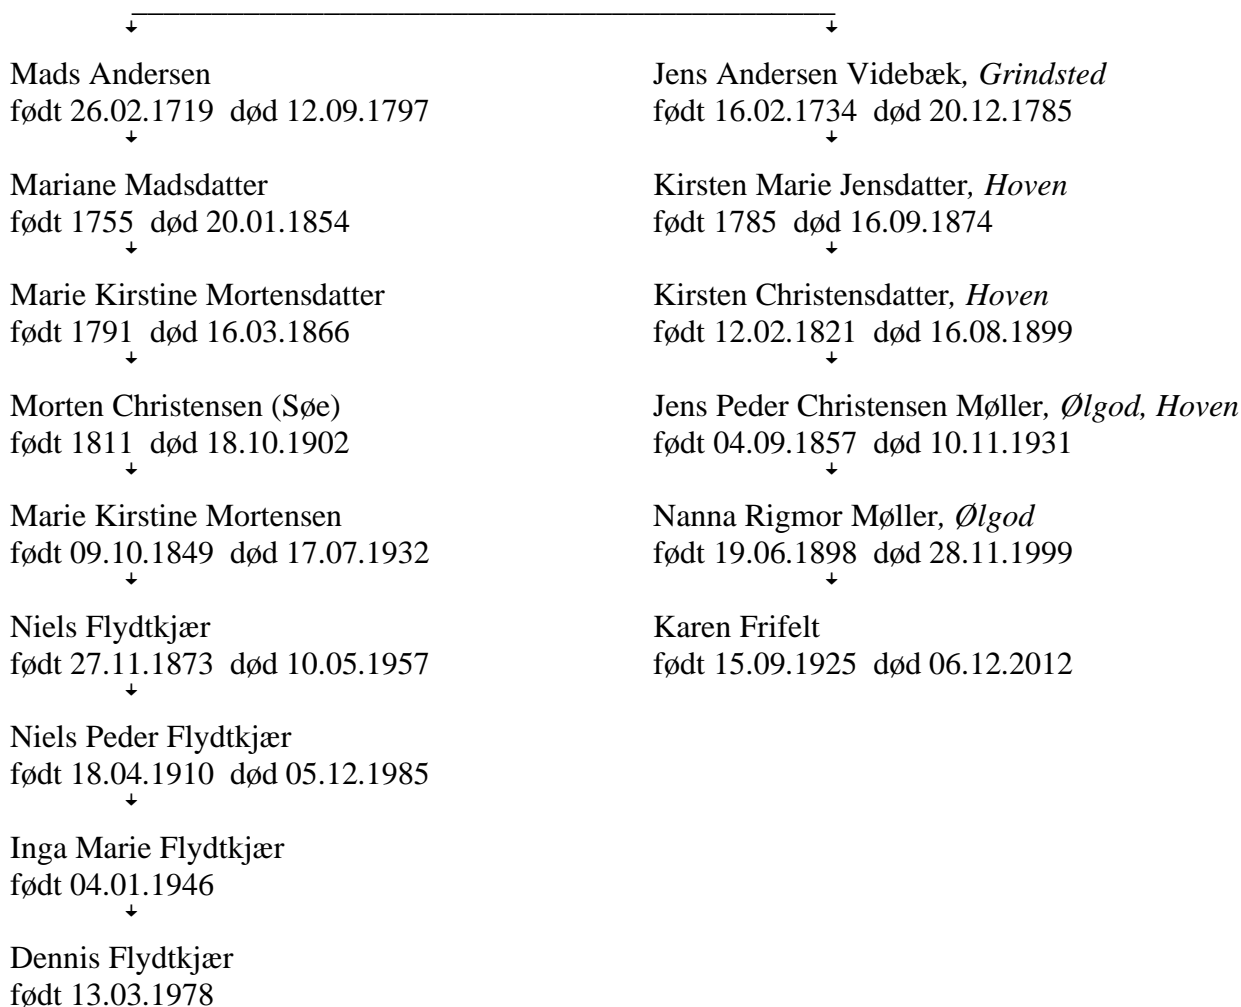 Mads Andersen
født 26.02.1719 død 12.09.1797
Mariane Madsdatter
født 1755 død 20.01.1854
Marie Kirstine Mortensdatter
født 1791 død 16.03.1866
Morten Christensen (Søe)
født 1811 død 18.10.1902
Marie Kirstine Mortensen
født 09.10.1849 død 17.07.1932
Niels Flydtkjær
født 27.11.1873 død 10.05.1957
Niels Peder Flydtkjær
født 18.04.1910 død 05.12.1985
Inga Marie Flydtkjær
født 04.01.1946
Dennis Flydtkjær
født 13.03.1978
Jens Andersen Videbæk, Grindsted
født 16.02.1734 død 20.12.1785
Kirsten Marie Jensdatter, Hoven
født 1785 død 16.09.1874
Kirsten Christensdatter, Hoven
født 12.02.1821 død 16.08.1899
Jens Peder Christensen Møller, Ølgod, Hoven
født 04.09.1857 død 10.11.1931
Nanna Rigmor Møller, Ølgod
født 19.06.1898 død 28.11.1999
Karen Frifelt
født 15.09.1925 død 06.12.2012